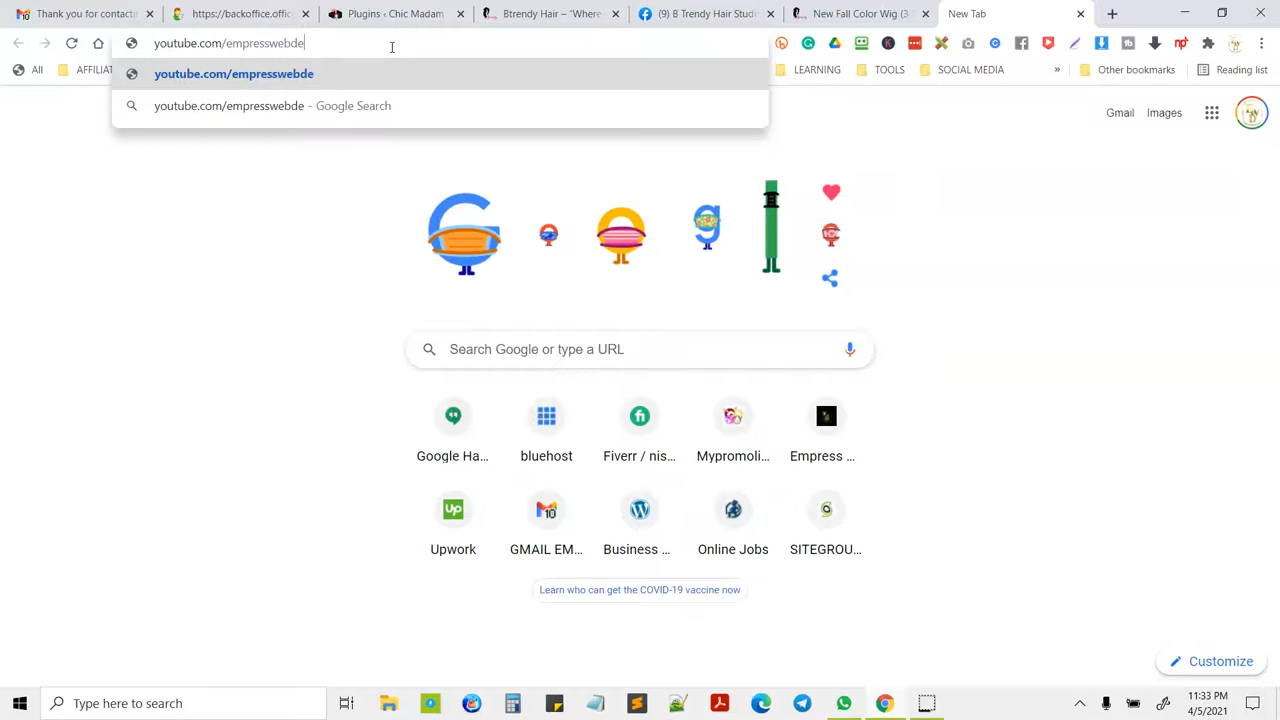 Thank you for your contacti
https://backoffice.offic
Plugins ‹ Chic Madam
Btrendy Hair – "Where
(9) B Trendy Hair Studi
New Fall Color Wig (3
New Tab
youtube.com/empresswebde
youtube.com/empresswebde
youtube.com/empresswebde - Google Search
All
AFFILIAT
LEARNING
TOOLS
SOCIAL MEDIA
»
Other bookmarks
Reading list
Gmail
Images
Search Google or type a URL
Google Ha...
bluehost
Fiverr / nis...
Mypromoli...
Empress ...
Upwork
GMAIL EM...
Business ...
Online Jobs
SITEGROU...
Learn who can get the COVID-19 vaccine now
Customize
Type here to search
11:33 PM
4/5/2021